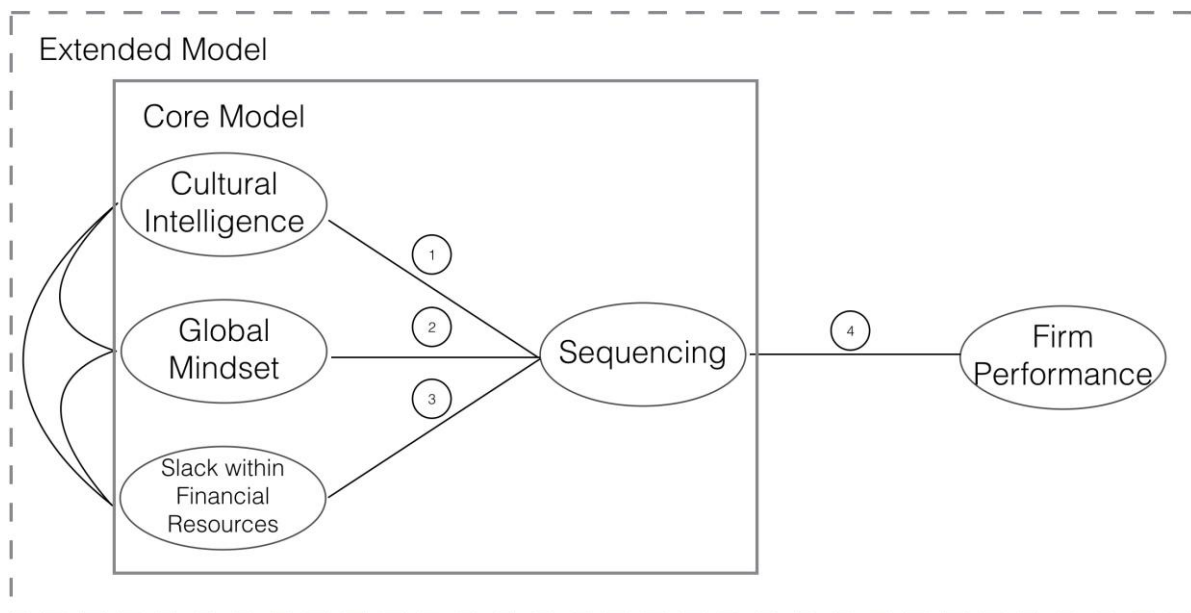 Extended Model
Core Model
Cultural
Intelligence
1
2
Global
Mindset
3
Slack within
Financial
Resources
Sequencing
4
Firm
Performance